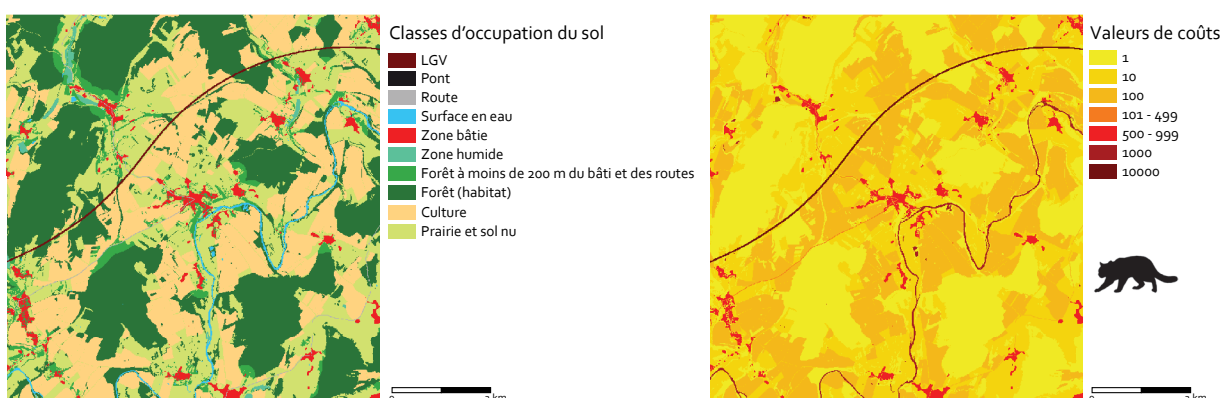 Classes d'occupation du sol
LGV
Pont
Route
Surface en eau
Zone bâtie
Zone humide
Forêt à moins de 200 m du bâti et des routes
Forêt (habitat)
Culture
Prairie et sol nu
Valeurs de coûts
1
10
100
101 - 499
500 - 999
1000
10000